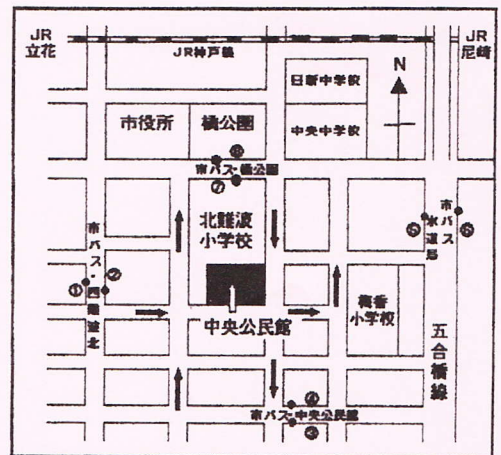 JR
立花
JR神戸線
JR
尼崎
N
日新中学校
中央中学校
市役所
橘公園
⑧
市バス・橘公園
⑦
北難波
小学校
市バス・西難波北
①
②
市バス
水道局
⑤
⑥
梅香
小学校
中央公民館
五合橋線
④
市バス・中央公民館
③